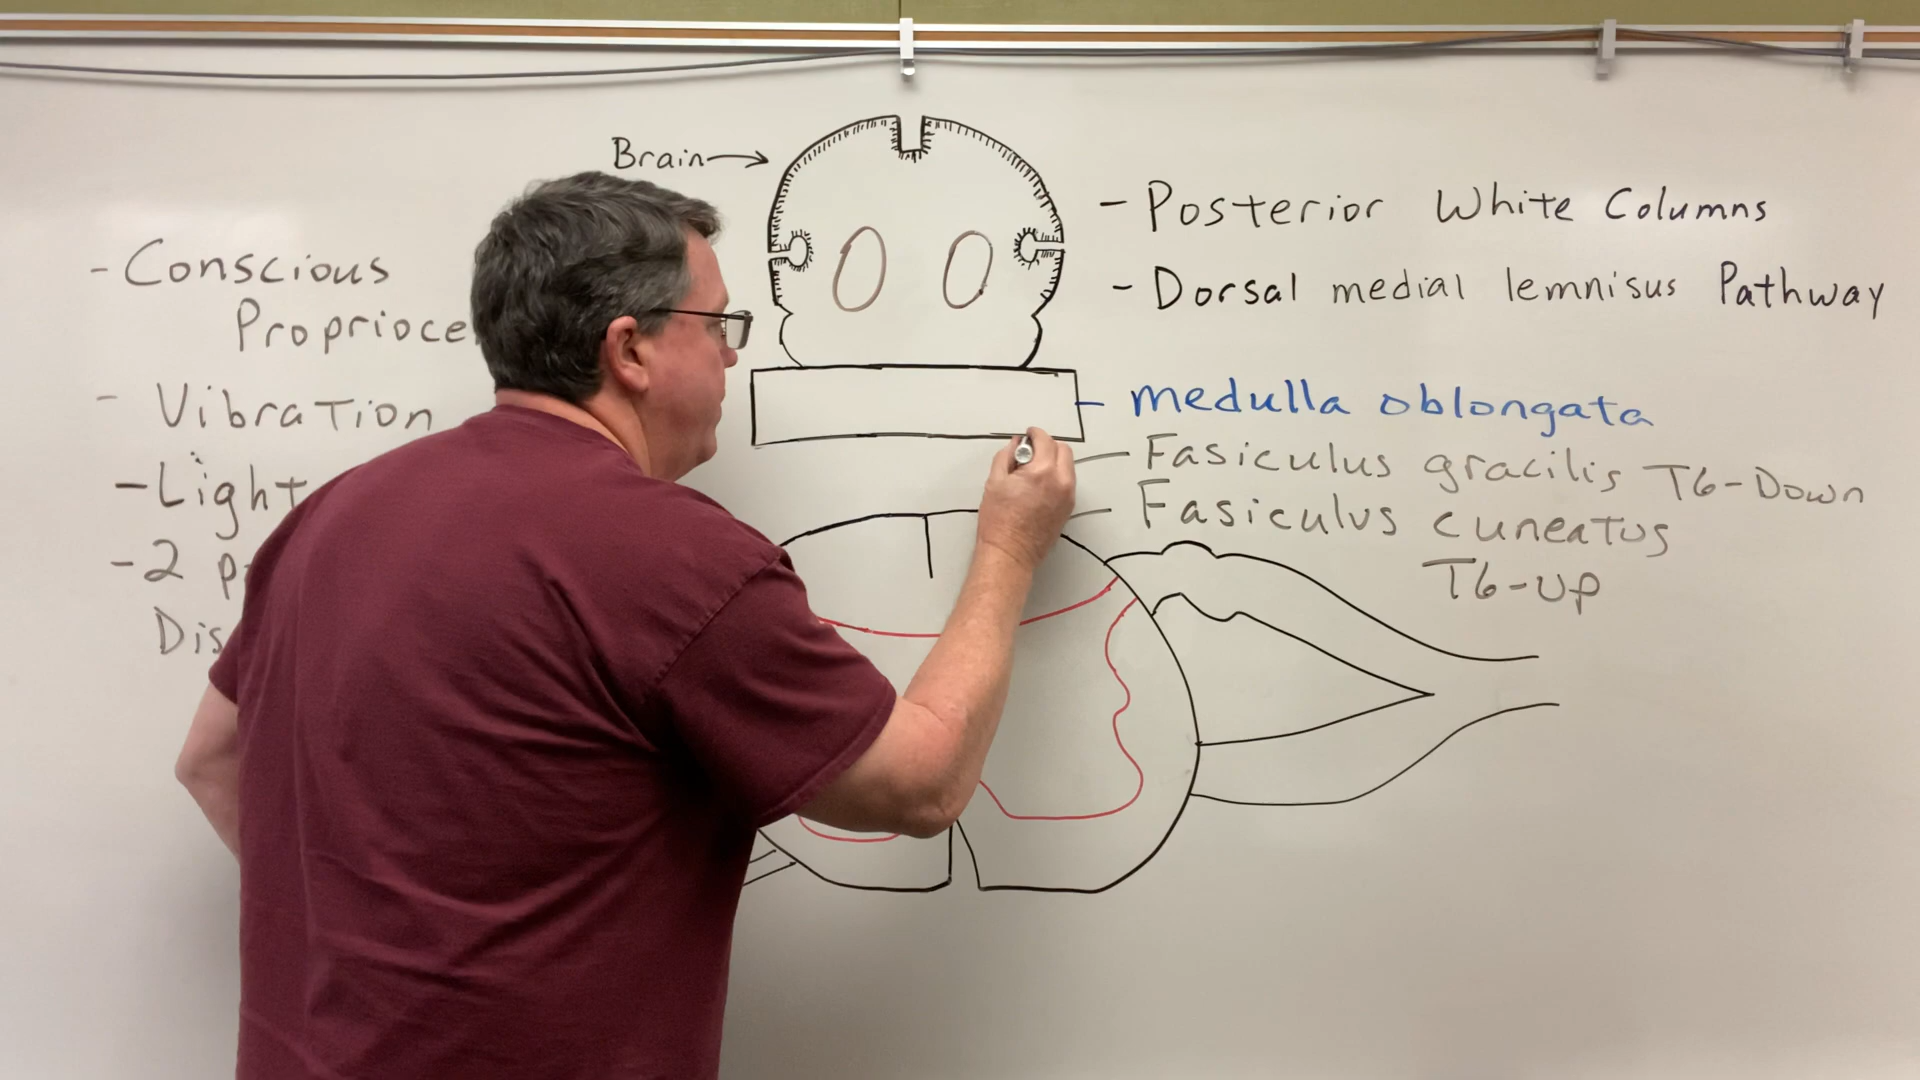 Brain
- Posterior White Columns
- Dorsal medial lemnisus Pathway
- Conscious
Proprioce
- Vibration
- Light
- 2 p
Dis
medulla oblongata
Fasiculus gracilis T6-Down
Fasiculus cuneatus
T6-up